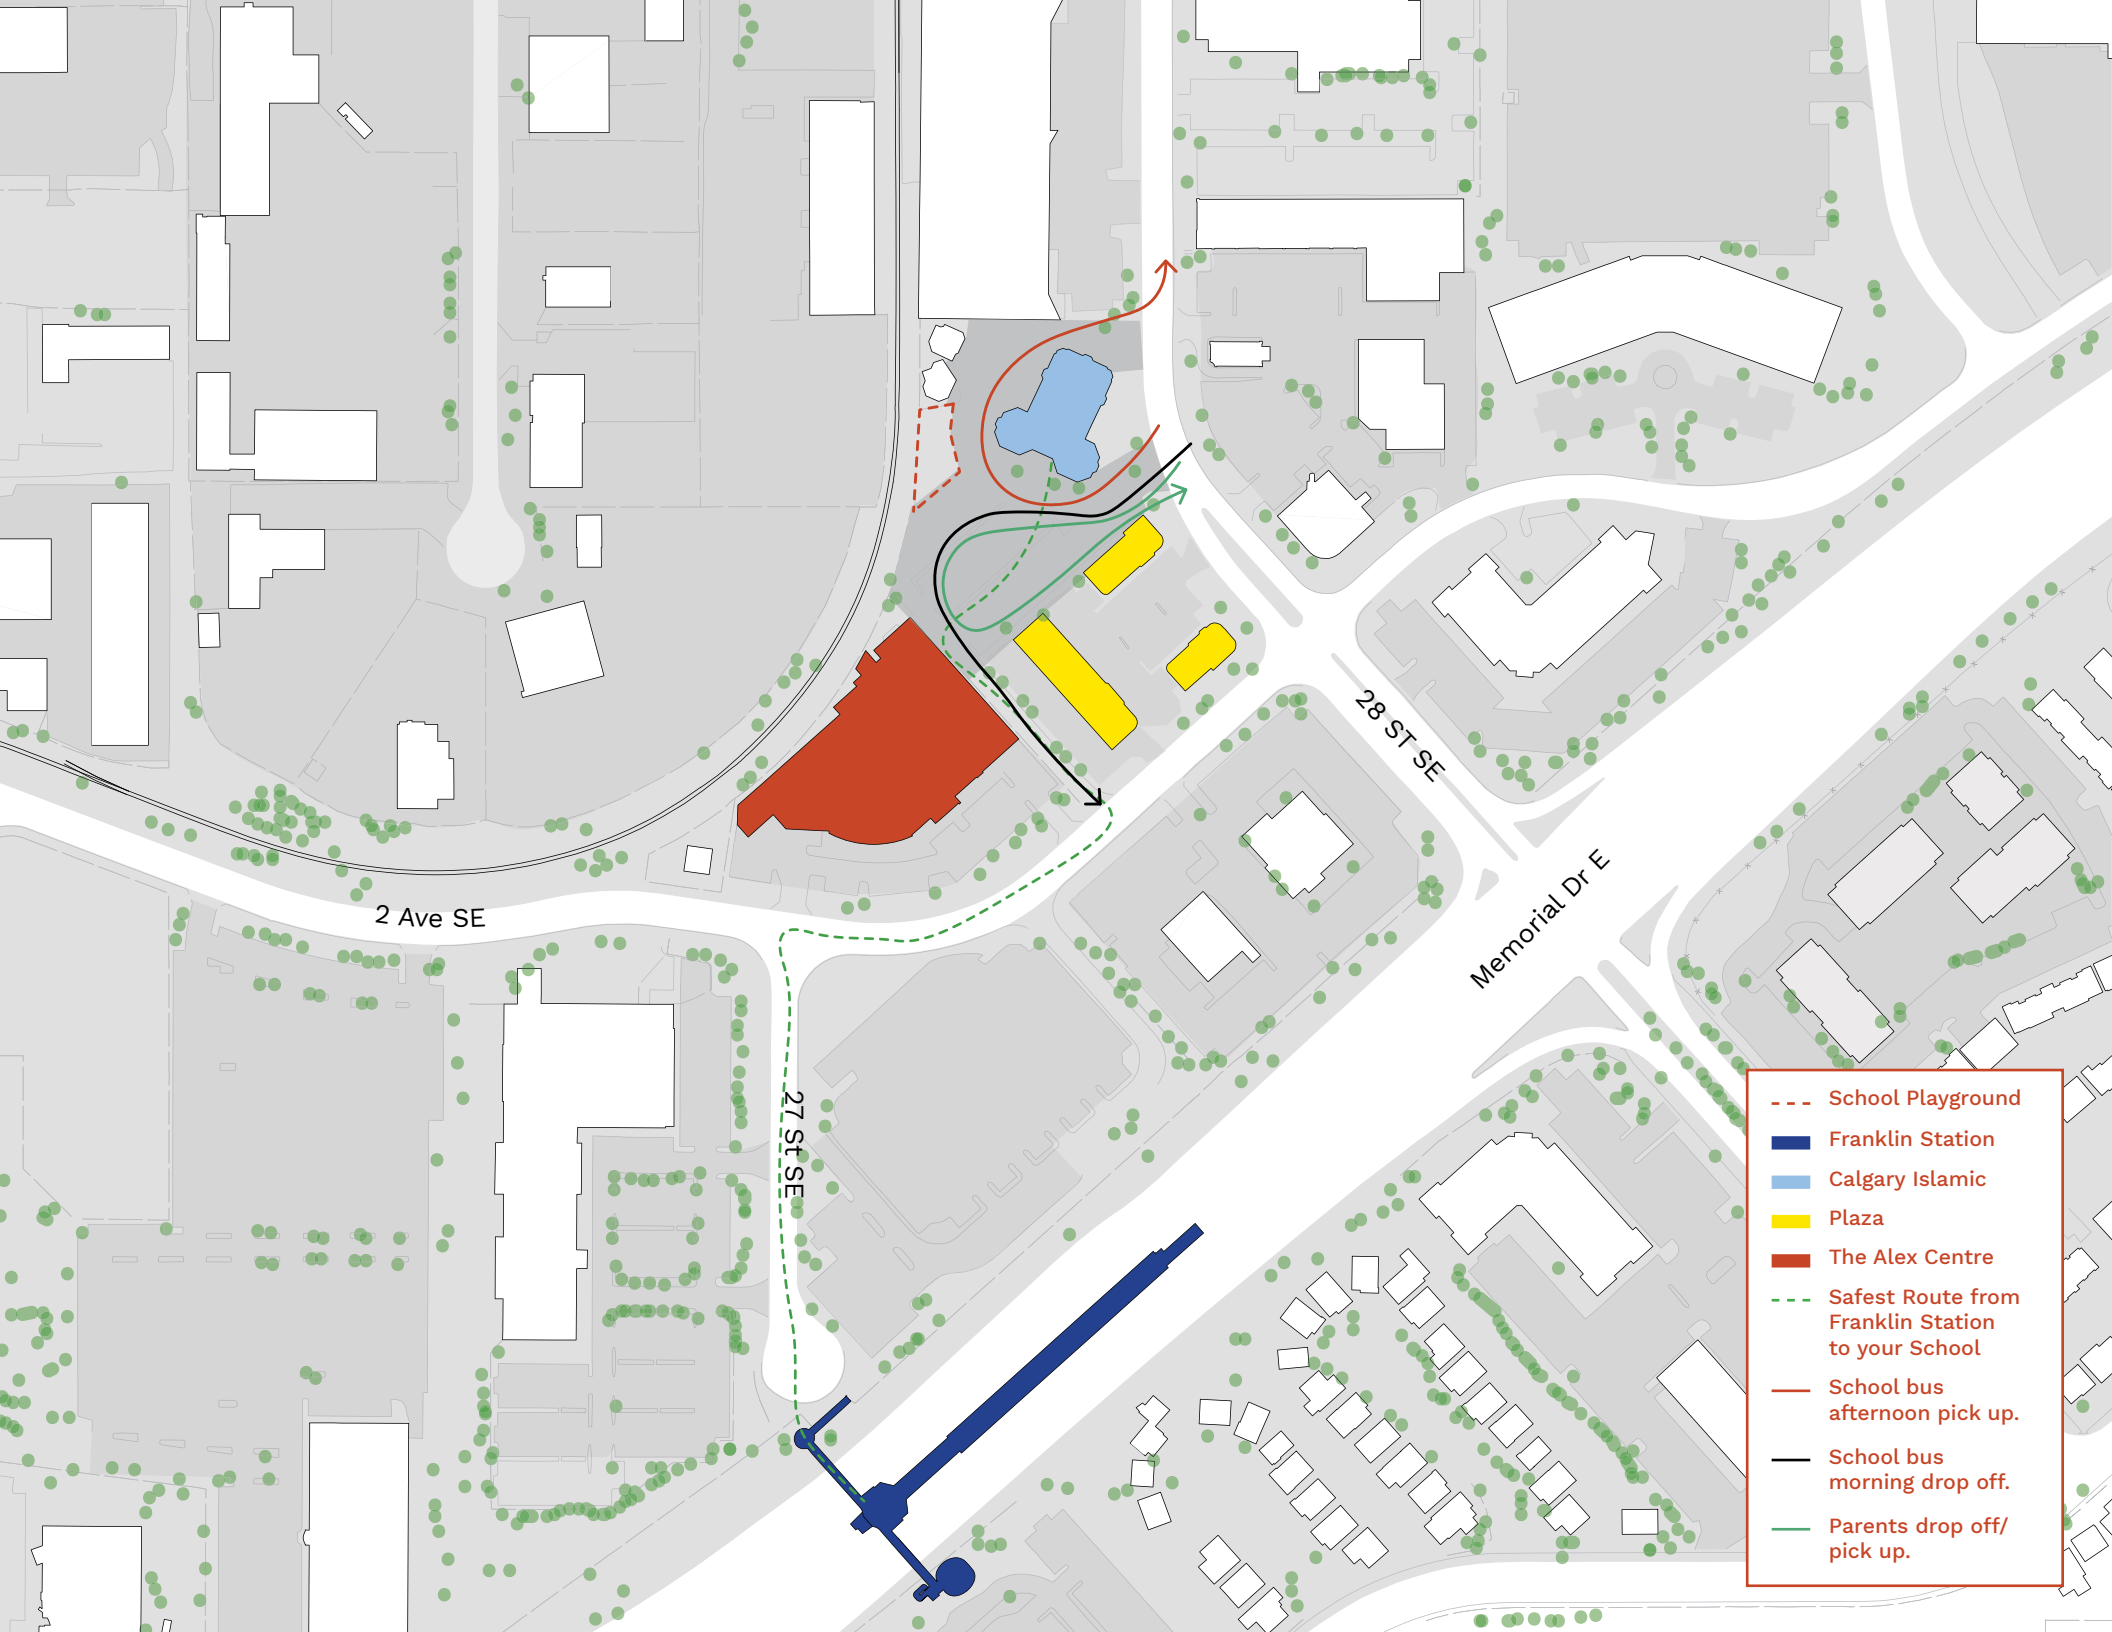 28 ST SE
Memorial Dr E
2 Ave SE
27 St SE
School Playground
Franklin Station
Calgary Islamic
Plaza
The Alex Centre
Safest Route from
Franklin Station
to your School
School bus
afternoon pick up.
School bus
morning drop off.
Parents drop off/
pick up.